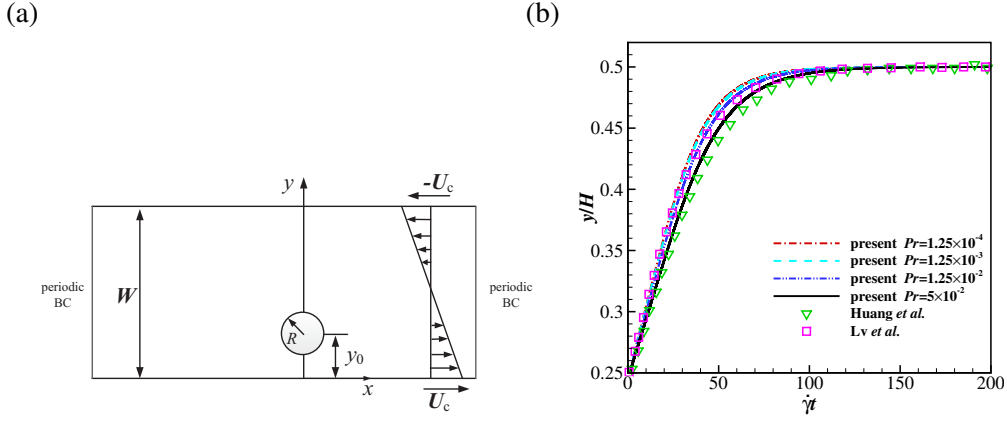 (a)
y
-Uc
periodic
BC
W
periodic
BC
R
y0
x
Uc
(b)
0.5
0.45
0.4
0.35
0.3
0.25
y/H
present Pr=1.25×10⁻⁴
present Pr=1.25×10⁻³
present Pr=1.25×10⁻²
present Pr=5×10⁻²
Huang et al.
Lv et al.
0 50 100 150 200
γ̇t